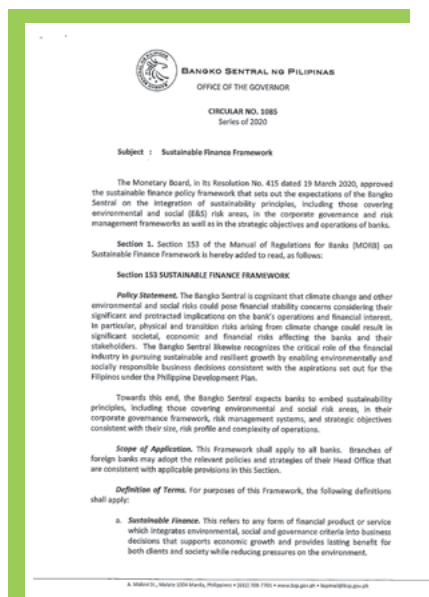 BANGKO SENTRAL NG PILIPINAS
OFFICE OF THE GOVERNOR
CIRCULAR NO. 1085
Series of 2020
Subject : Sustainable Finance Framework
The Monetary Board, in its Resolution No. 415 dated 19 March 2020, approved
the sustainable finance policy framework that sets out the expectations of the Bangko
Sentral on the integration of sustainability principles, including those covering
environmental and social (E&S) risk areas, in the corporate governance and risk
management frameworks as well as in the strategic objectives and operations of banks.
Section 1. Section 153 of the Manual of Regulations for Banks (MORB) on
Sustainable Finance Framework is hereby added to read, as follows:
Section 153 SUSTAINABLE FINANCE FRAMEWORK
Policy Statement. The Bangko Sentral is cognizant that climate change and other
environmental and social risks could pose financial stability concerns considering their
significant and protracted implications on the bank's operations and financial interest.
In particular, physical and transition risks arising from climate change could result in
significant societal, economic and financial risks affecting the banks and their
stakeholders. The Bangko Sentral likewise recognizes the critical role of the financial
industry in pursuing sustainable and resilient growth by enabling environmentally and
socially responsible business decisions consistent with the aspirations set out for the
Filipinos under the Philippine Development Plan.
Towards this end, the Bangko Sentral expects banks to embed sustainability
principles, including those covering environmental and social risk areas, in their
corporate governance framework, risk management systems, and strategic objectives
consistent with their size, risk profile and complexity of operations.
Scope of Application. This Framework shall apply to all banks. Branches of
foreign banks may adopt the relevant policies and strategies of their Head Office that
are consistent with applicable provisions in this Section.
Definition of Terms. For purposes of this Framework, the following definitions
shall apply:
a. Sustainable Finance. This refers to any form of financial product or service
which integrates environmental, social and governance criteria into business
decisions that supports economic growth and provides lasting benefit for
both clients and society while reducing pressures on the environment.
A. Mabini St., Malate 1004 Manila, Philippines • (632) 708-7701 • www.bsp.gov.ph • bspmail@bsp.gov.ph